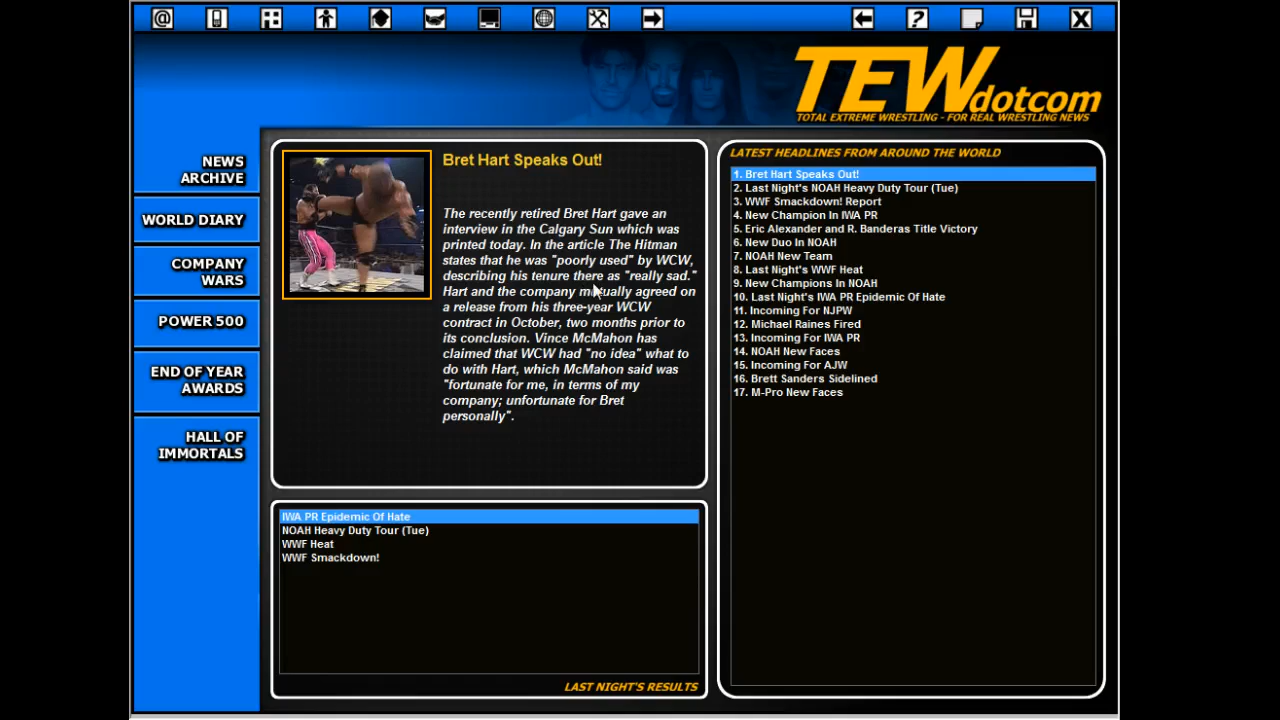 TEWdotcom
TOTAL EXTREME WRESTLING - FOR REAL WRESTLING NEWS
NEWS
ARCHIVE
WORLD DIARY
COMPANY
WARS
POWER 500
END OF YEAR
AWARDS
HALL OF
IMMORTALS
Bret Hart Speaks Out!
The recently retired Bret Hart gave an
interview in the Calgary Sun which was
printed today. In the article The Hitman
states that he was "poorly used" by WCW,
describing his tenure there as "really sad."
Hart and the company mutually agreed on
a release from his three-year WCW
contract in October, two months prior to
its conclusion. Vince McMahon has
claimed that WCW had "no idea" what to
do with Hart, which McMahon said was
"fortunate for me, in terms of my
company; unfortunate for Bret
personally".
IWA PR Epidemic Of Hate
NOAH Heavy Duty Tour (Tue)
WWF Heat
WWF Smackdown!
LAST NIGHT'S RESULTS
LATEST HEADLINES FROM AROUND THE WORLD
1. Bret Hart Speaks Out!
2. Last Night's NOAH Heavy Duty Tour (Tue)
3. WWF Smackdown! Report
4. New Champion In IWA PR
5. Eric Alexander and R. Banderas Title Victory
6. New Duo In NOAH
7. NOAH New Team
8. Last Night's WWF Heat
9. New Champions In NOAH
10. Last Night's IWA PR Epidemic Of Hate
11. Incoming For NJPW
12. Michael Raines Fired
13. Incoming For IWA PR
14. NOAH New Faces
15. Incoming For AJW
16. Brett Sanders Sidelined
17. M-Pro New Faces